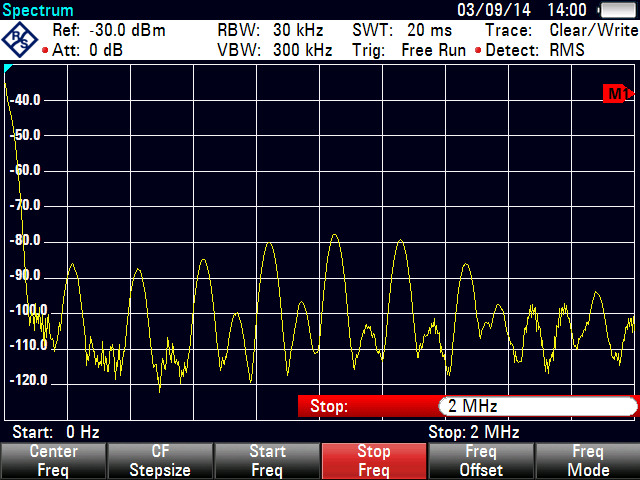 Spectrum 03/09/14 14:00
Ref: -30.0 dBm RBW: 30 kHz SWT: 20 ms Trace: Clear/Write
Att: 0 dB VBW: 300 kHz Trig: Free Run Detect: RMS
R&S
M1
-40.0
-50.0
-60.0
-70.0
-80.0
-90.0
-100.0
-110.0
-120.0
Stop: 2 MHz
Start: 0 Hz Stop: 2 MHz
Center Freq CF Stepsize Start Freq Stop Freq Freq Offset Freq Mode